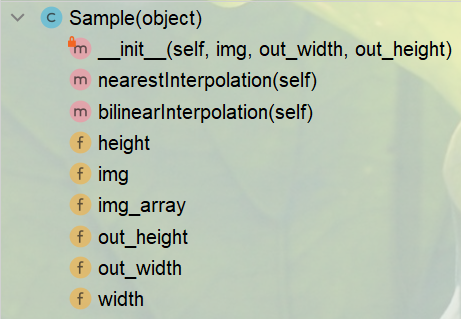 C Sample(object)
m __init__(self, img, out_width, out_height)
m nearestInterpolation(self)
m bilinearInterpolation(self)
f height
f img
f img_array
f out_height
f out_width
f width